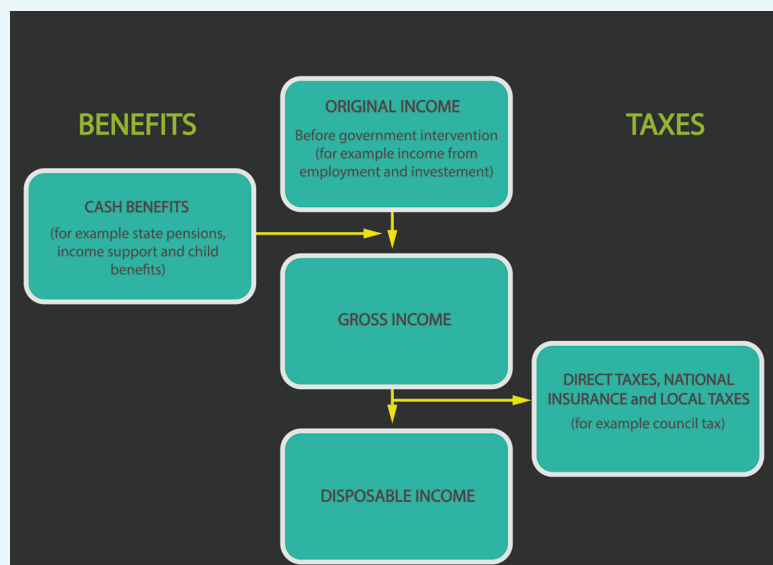 BENEFITS
TAXES
ORIGINAL INCOME
Before government intervention
(for example income from
employment and investement)
CASH BENEFITS
(for example state pensions,
income support and child
benefits)
GROSS INCOME
DIRECT TAXES, NATIONAL
INSURANCE and LOCAL TAXES
(for example council tax)
DISPOSABLE INCOME